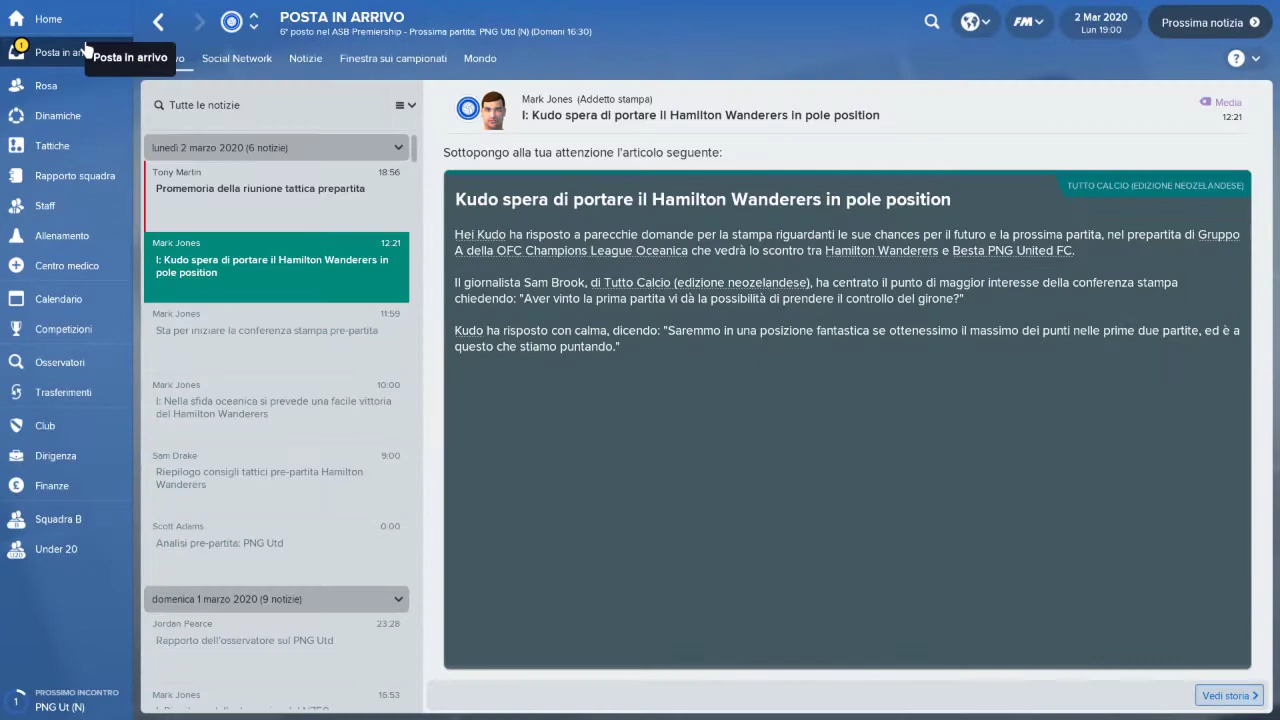 Home
POSTA IN ARRIVO
6° posto nel ASB Premiership - Prossima partita: PNG Utd (N) (Domani 16:30)
FM
2 Mar 2020
Lun 19:00
Prossima notizia
1
Posta in
Posta in arrivo
Social Network
Notizie
Finestra sui campionati
Mondo
?
Rosa
Dinamiche
Tattiche
Rapporto squadra
Staff
Allenamento
Centro medico
Calendario
Competizioni
Osservatori
Trasferimenti
Club
Dirigenza
Finanze
Squadra B
Under 20
PROSSIMO INCONTRO
1
PNG Ut (N)
Tutte le notizie
lunedì 2 marzo 2020 (6 notizie)
Tony Martin 18:56
Promemoria della riunione tattica prepartita
Mark Jones 12:21
I: Kudo spera di portare il Hamilton Wanderers in
pole position
Mark Jones 11:59
Sta per iniziare la conferenza stampa pre-partita
Mark Jones 10:00
I: Nella sfida oceanica si prevede una facile vittoria
del Hamilton Wanderers
Sam Drake 9:00
Riepilogo consigli tattici pre-partita Hamilton
Wanderers
Scott Adams 0:00
Analisi pre-partita: PNG Utd
domenica 1 marzo 2020 (9 notizie)
Jordan Pearce 23:28
Rapporto dell'osservatore sul PNG Utd
Mark Jones 16:53
Mark Jones (Addetto stampa)
I: Kudo spera di portare il Hamilton Wanderers in pole position
Media
12:21
Sottopongo alla tua attenzione l'articolo seguente:
TUTTO CALCIO (EDIZIONE NEOZELANDESE)
Kudo spera di portare il Hamilton Wanderers in pole position
Hei Kudo ha risposto a parecchie domande per la stampa riguardanti le sue chances per il futuro e la prossima partita, nel prepartita di Gruppo
A della OFC Champions League Oceanica che vedrà lo scontro tra Hamilton Wanderers e Besta PNG United FC.
Il giornalista Sam Brook, di Tutto Calcio (edizione neozelandese), ha centrato il punto di maggior interesse della conferenza stampa
chiedendo: "Aver vinto la prima partita vi dà la possibilità di prendere il controllo del girone?"
Kudo ha risposto con calma, dicendo: "Saremmo in una posizione fantastica se ottenessimo il massimo dei punti nelle prime due partite, ed è a
questo che stiamo puntando."
Vedi storia